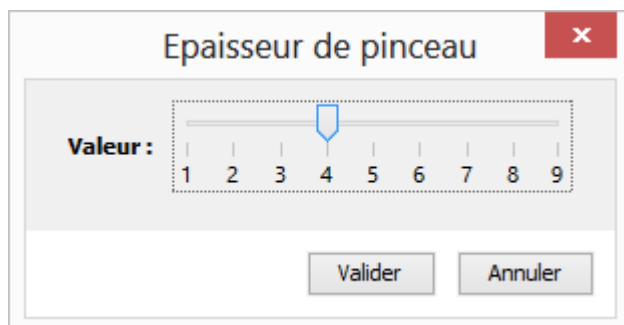 Epaisseur de pinceau
Valeur :
1 2 3 4 5 6 7 8 9
Valider Annuler